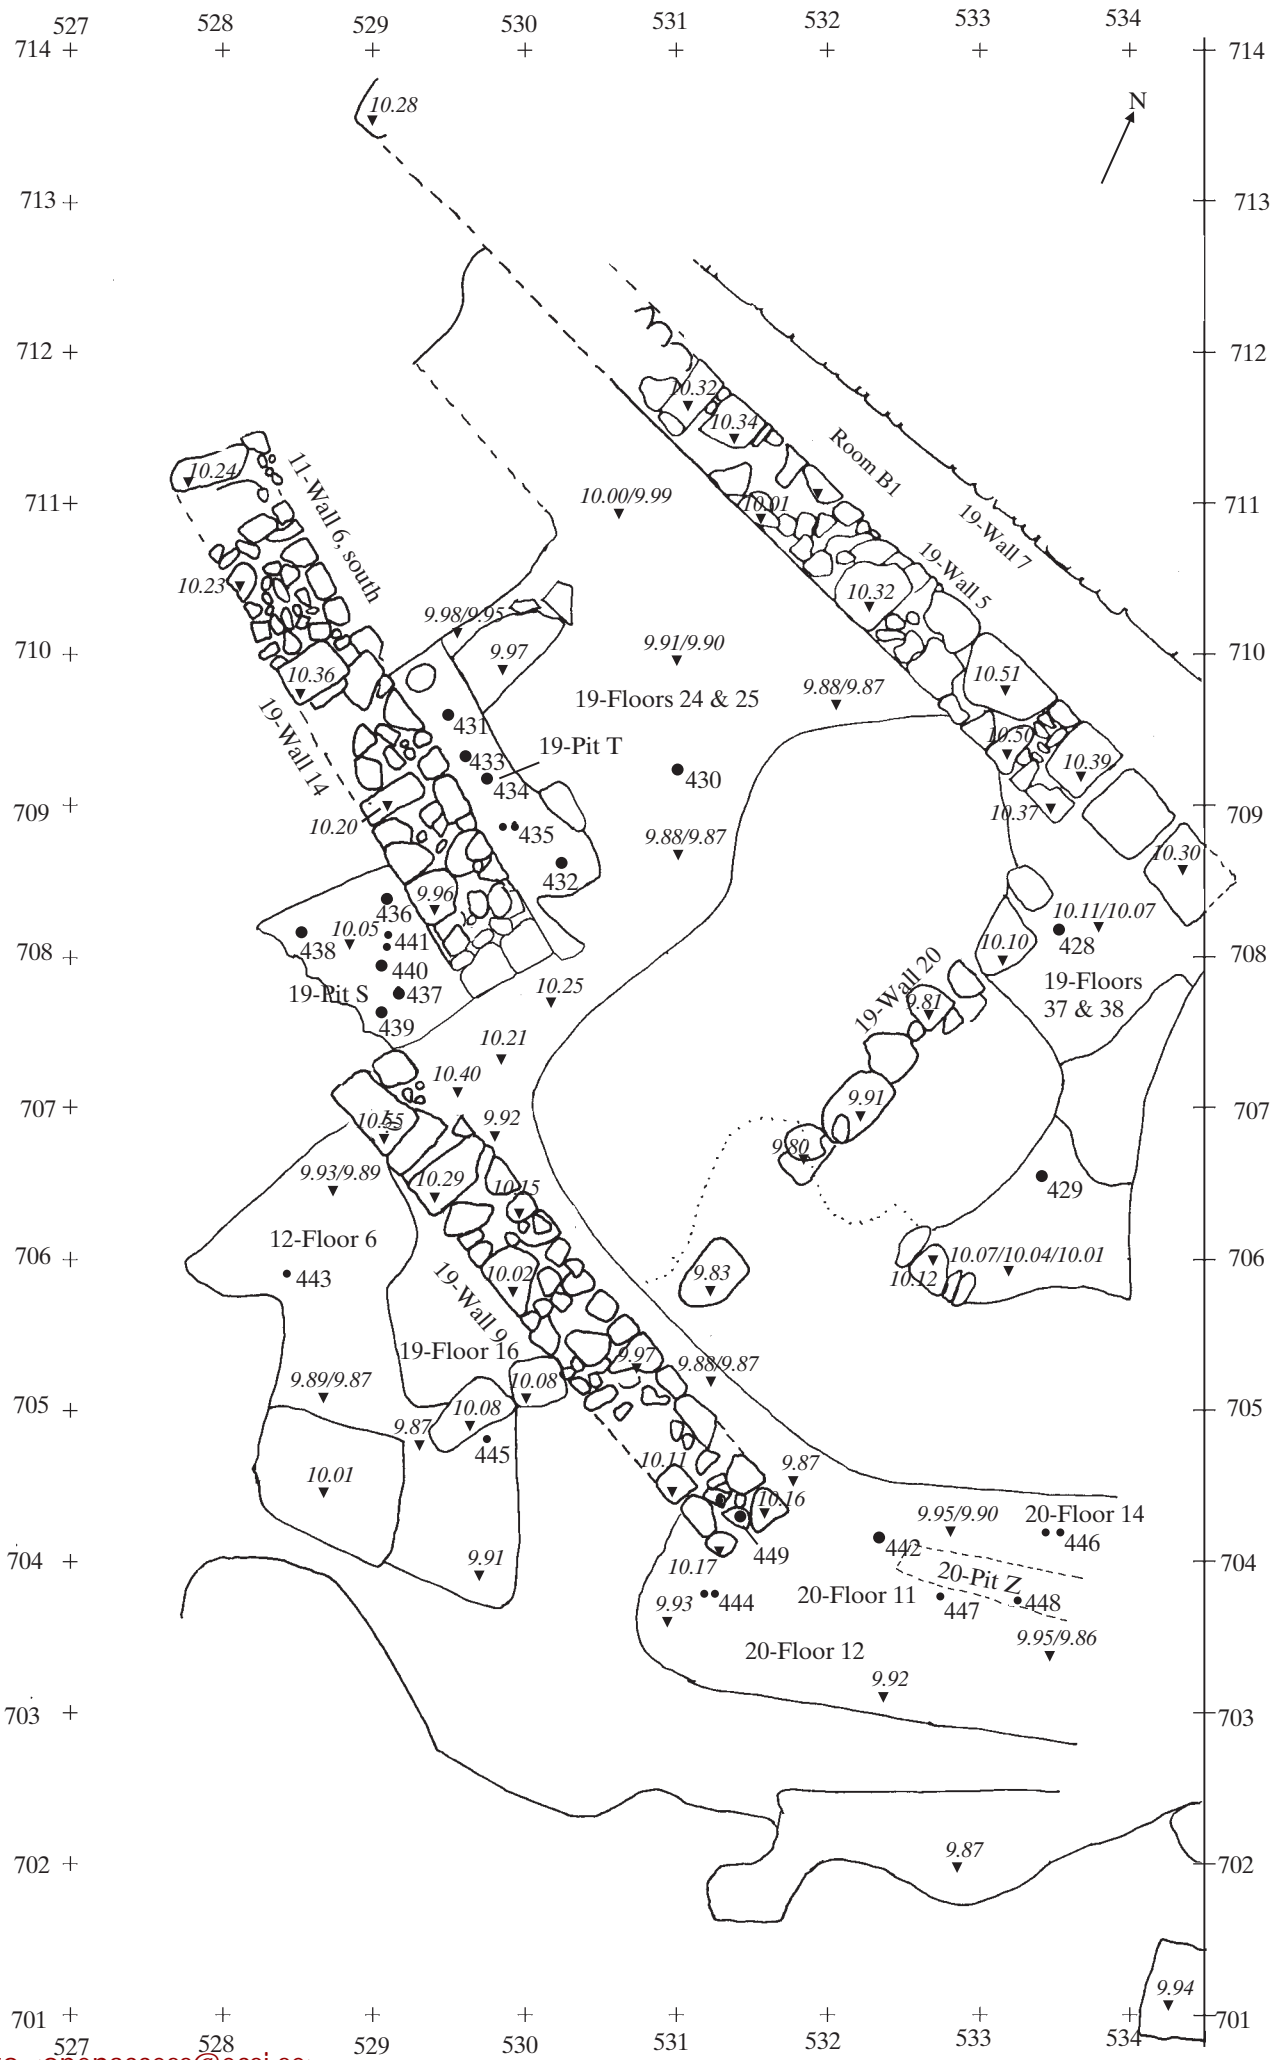 527 528 529 530 531 532 533 534
714 714
N
10.28
713 713
712 712
10.32
10.34
Room B1
10.24
11-Wall 6, south
711 10.00/9.99 10.01 711
19-Wall 7
19-Wall 5
10.23
10.32
9.98/9.95
710 9.97 9.91/9.90 710
10.36
10.51
19-Floors 24 & 25 9.88/9.87
19-Wall 14
431
19-Pit T
10.50
433
434
430
10.39
709 709
10.20
435
9.88/9.87
10.37
432
10.30
9.96
436
438 10.05 441
10.11/10.07
428
10.10
708 708
440
19-Pit S 437
10.25
19-Wall 20
9.81
19-Floors
37 & 38
439
10.21
10.40
707 10.55 9.92 9.91 707
9.80
9.93/9.89
10.29
10.15
429
706 12-Floor 6 706
443
10.02
9.83
10.07/10.04/10.01
10.12
19-Wall 9
19-Floor 16
9.97 9.88/9.87
9.89/9.87
10.08
705 10.08 705
9.87
445
10.01
10.11
9.87
10.16
9.95/9.90 20-Floor 14
442 446
704 449 704
10.17
20-Pit Z
9.91
444
20-Floor 11
447
448
9.93
9.95/9.86
20-Floor 12
9.92
703 703
9.87
702 702
9.94
701 701
527 528 529 530 531 532 533 534